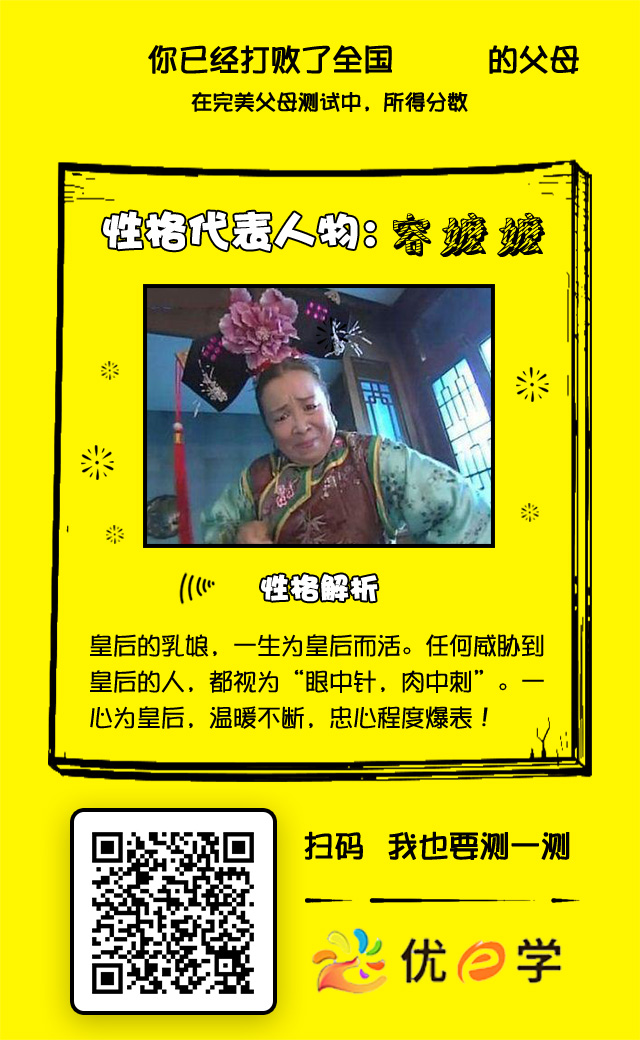 你已经打败了全国 的父母
在完美父母测试中，所得分数
性格代表人物：容嬷嬷
性格解析
皇后的乳娘，一生为皇后而活。任何威胁到
皇后的人，都视为“眼中针，肉中刺”。一
心为皇后，温暖不断，忠心程度爆表！
扫码 我也要测一测
优e学